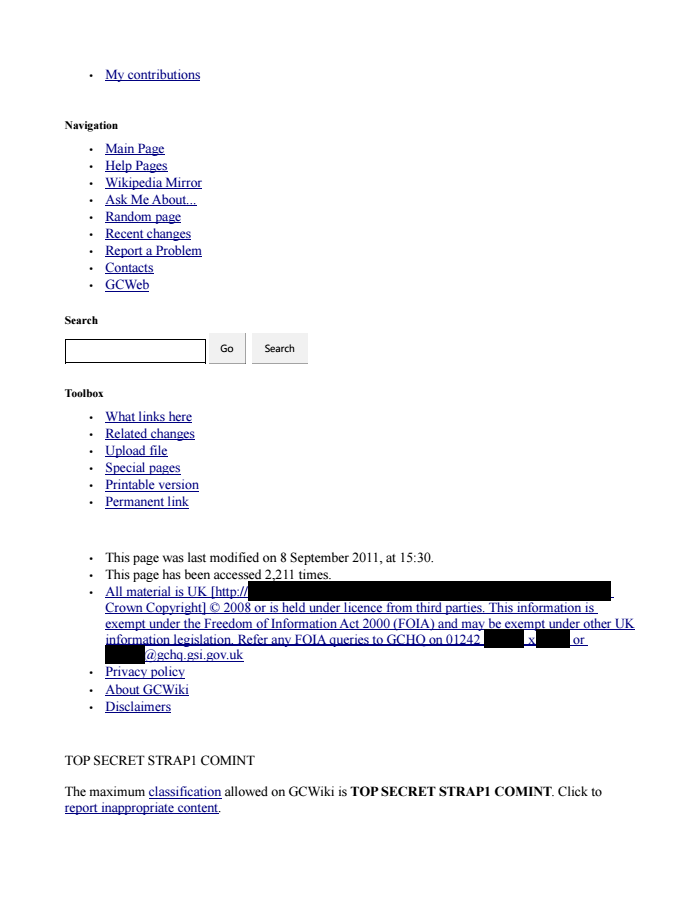 My contributions
Navigation
Main Page
Help Pages
Wikipedia Mirror
Ask Me About...
Random page
Recent changes
Report a Problem
Contacts
GCWeb
Search
Go Search
Toolbox
What links here
Related changes
Upload file
Special pages
Printable version
Permanent link
This page was last modified on 8 September 2011, at 15:30.
This page has been accessed 2,211 times.
All material is UK [http://
Crown Copyright] © 2008 or is held under licence from third parties. This information is
exempt under the Freedom of Information Act 2000 (FOIA) and may be exempt under other UK
information legislation. Refer any FOIA queries to GCHQ on 01242 x or
@gchq.gsi.gov.uk
Privacy policy
About GCWiki
Disclaimers
TOP SECRET STRAP1 COMINT
The maximum classification allowed on GCWiki is TOP SECRET STRAP1 COMINT. Click to
report inappropriate content.